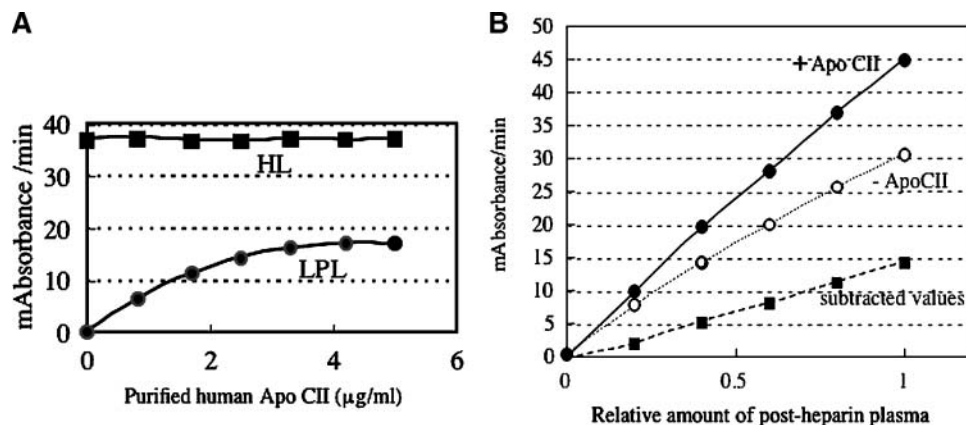 A
mAbsorbance /min
40
30
20
10
0
HL
LPL
0 2 4 6
Purified human Apo CII (μg/ml)
B
mAbsorbance/min
50
45
40
35
30
25
20
15
10
5
0
+ Apo CII
- ApoCII
subtracted values
0 0.5 1
Relative amount of post-heparin plasma